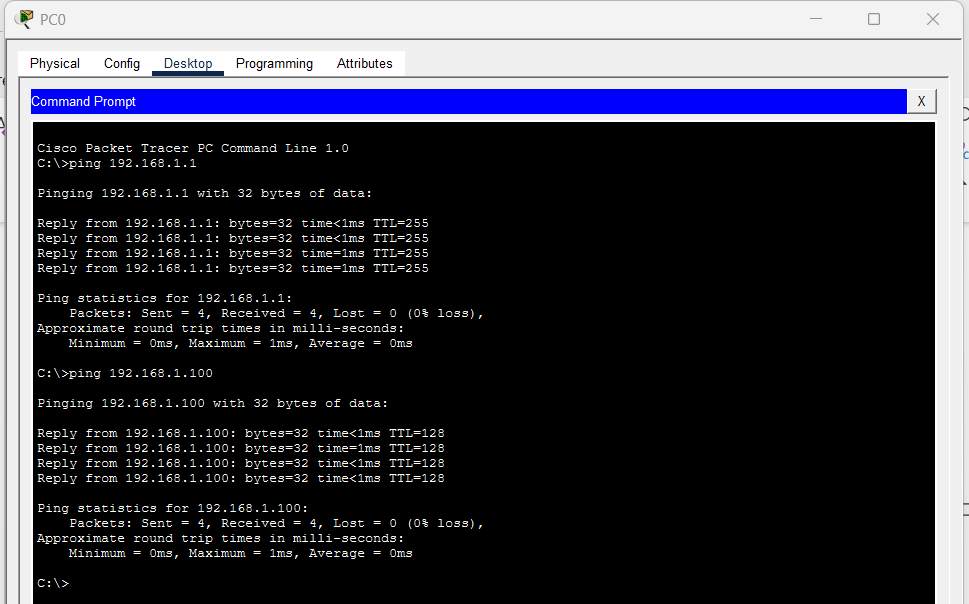 PC0
Physical Config Desktop Programming Attributes
Command Prompt X
Cisco Packet Tracer PC Command Line 1.0
C:\>ping 192.168.1.1
Pinging 192.168.1.1 with 32 bytes of data:
Reply from 192.168.1.1: bytes=32 time<1ms TTL=255
Reply from 192.168.1.1: bytes=32 time<1ms TTL=255
Reply from 192.168.1.1: bytes=32 time=1ms TTL=255
Reply from 192.168.1.1: bytes=32 time=1ms TTL=255
Ping statistics for 192.168.1.1:
    Packets: Sent = 4, Received = 4, Lost = 0 (0% loss),
Approximate round trip times in milli-seconds:
    Minimum = 0ms, Maximum = 1ms, Average = 0ms
C:\>ping 192.168.1.100
Pinging 192.168.1.100 with 32 bytes of data:
Reply from 192.168.1.100: bytes=32 time<1ms TTL=128
Reply from 192.168.1.100: bytes=32 time=1ms TTL=128
Reply from 192.168.1.100: bytes=32 time<1ms TTL=128
Reply from 192.168.1.100: bytes=32 time<1ms TTL=128
Ping statistics for 192.168.1.100:
    Packets: Sent = 4, Received = 4, Lost = 0 (0% loss),
Approximate round trip times in milli-seconds:
    Minimum = 0ms, Maximum = 1ms, Average = 0ms
C:\>